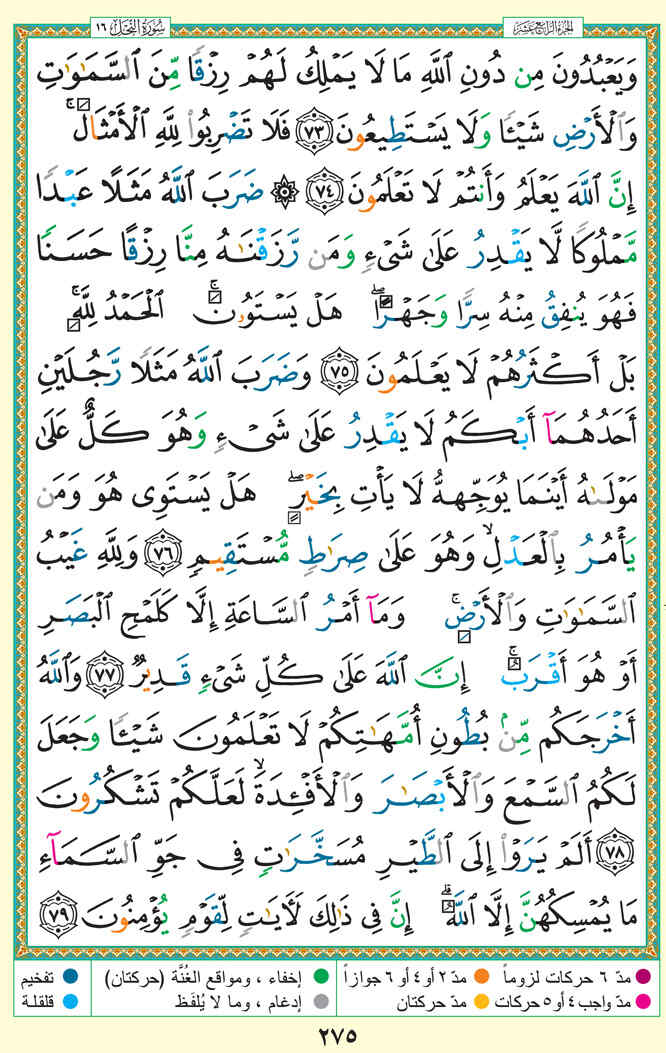 الجزء الرابع عشر
سورة النحل ١٦
وَيَعْبُدُونَ مِن دُونِ ٱللَّهِ مَا لَا يَمْلِكُ لَهُمْ رِزْقًا مِّنَ ٱلسَّمَٰوَٰتِ
وَٱلْأَرْضِ شَيْـًٔا وَلَا يَسْتَطِيعُونَ ٧٣ فَلَا تَضْرِبُوا۟ لِلَّهِ ٱلْأَمْثَالَ ۚ
إِنَّ ٱللَّهَ يَعْلَمُ وَأَنتُمْ لَا تَعْلَمُونَ ٧٤ ۞ ضَرَبَ ٱللَّهُ مَثَلًا عَبْدًا
مَّمْلُوكًا لَّا يَقْدِرُ عَلَىٰ شَىْءٍ وَمَن رَّزَقْنَٰهُ مِنَّا رِزْقًا حَسَنًا
فَهُوَ يُنفِقُ مِنْهُ سِرًّا وَجَهْرًا ۖ هَلْ يَسْتَوُۥنَ ۚ ٱلْحَمْدُ لِلَّهِ ۚ
بَلْ أَكْثَرُهُمْ لَا يَعْلَمُونَ ٧٥ وَضَرَبَ ٱللَّهُ مَثَلًا رَّجُلَيْنِ
أَحَدُهُمَآ أَبْكَمُ لَا يَقْدِرُ عَلَىٰ شَىْءٍ وَهُوَ كَلٌّ عَلَىٰ
مَوْلَىٰهُ أَيْنَمَا يُوَجِّههُّ لَا يَأْتِ بِخَيْرٍ ۖ هَلْ يَسْتَوِى هُوَ وَمَن
يَأْمُرُ بِٱلْعَدْلِ ۙ وَهُوَ عَلَىٰ صِرَٰطٍ مُّسْتَقِيمٍ ٧٦ وَلِلَّهِ غَيْبُ
ٱلسَّمَٰوَٰتِ وَٱلْأَرْضِ ۚ وَمَآ أَمْرُ ٱلسَّاعَةِ إِلَّا كَلَمْحِ ٱلْبَصَرِ
أَوْ هُوَ أَقْرَبُ ۚ إِنَّ ٱللَّهَ عَلَىٰ كُلِّ شَىْءٍ قَدِيرٌ ٧٧ وَٱللَّهُ
أَخْرَجَكُم مِّنۢ بُطُونِ أُمَّهَٰتِكُمْ لَا تَعْلَمُونَ شَيْـًٔا وَجَعَلَ
لَكُمُ ٱلسَّمْعَ وَٱلْأَبْصَٰرَ وَٱلْأَفْـِٔدَةَ ۙ لَعَلَّكُمْ تَشْكُرُونَ
٧٨ أَلَمْ يَرَوْا۟ إِلَى ٱلطَّيْرِ مُسَخَّرَٰتٍ فِى جَوِّ ٱلسَّمَآءِ
مَا يُمْسِكُهُنَّ إِلَّا ٱللَّهُ ۗ إِنَّ فِى ذَٰلِكَ لَءَايَٰتٍ لِّقَوْمٍ يُؤْمِنُونَ ٧٩
مدّ ٦ حركات لزوماً مدّ ٢ أو ٤ أو ٦ جوازاً إخفاء ، ومواقع الغُنَّة (حركتان) تفخيم
مدّ واجب ٤ أو ٥ حركات مدّ حركتان إدغام ، وما لا يُلفَظ قلقلة
٢٧٥